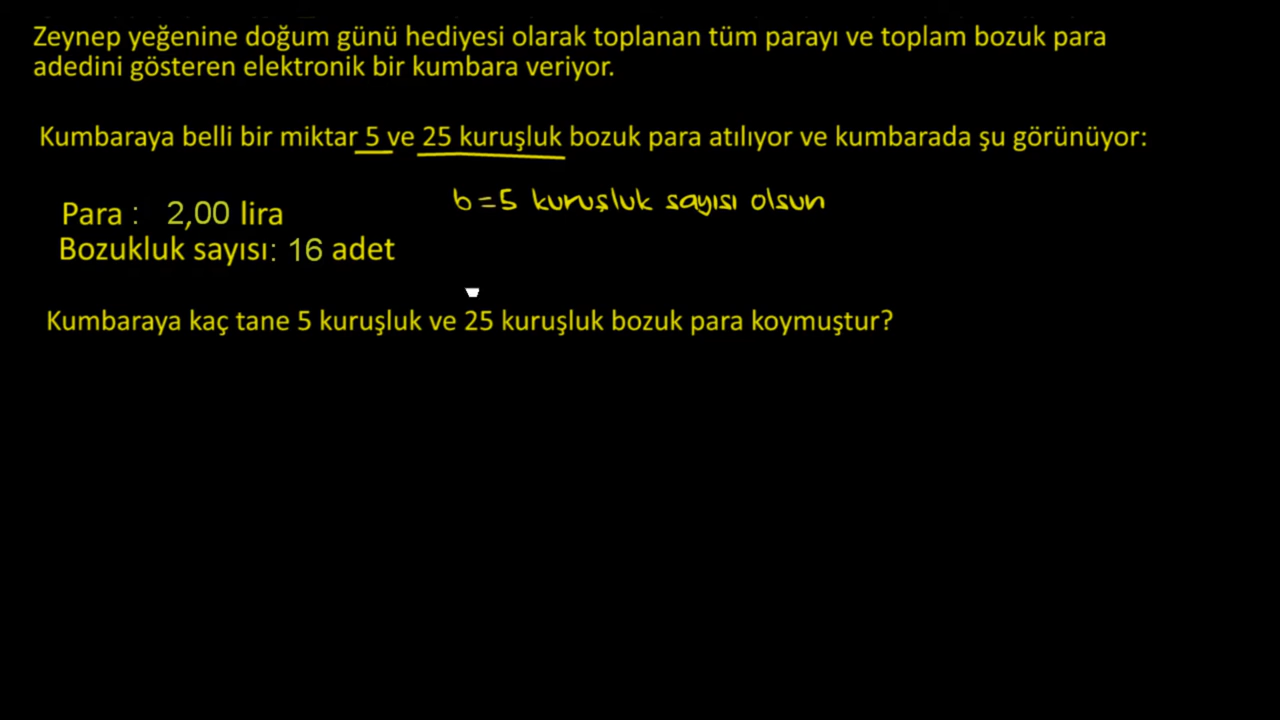 Zeynep yeğenine doğum günü hediyesi olarak toplanan tüm parayı ve toplam bozuk para
adedini gösteren elektronik bir kumbara veriyor.
Kumbaraya belli bir miktar 5 ve 25 kuruşluk bozuk para atılıyor ve kumbarada şu görünüyor:
b=5 kuruşluk sayısı olsun
Para : 2,00 lira
Bozukluk sayısı: 16 adet
Kumbaraya kaç tane 5 kuruşluk ve 25 kuruşluk bozuk para koymuştur?